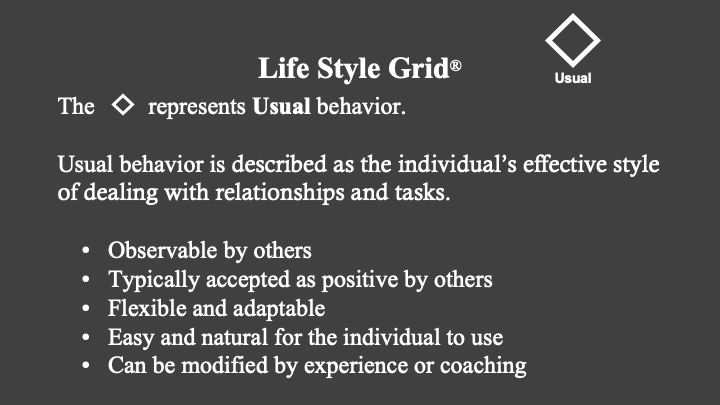 Usual
Life Style Grid®
The ◇ represents Usual behavior.
Usual behavior is described as the individual’s effective style
of dealing with relationships and tasks.
• Observable by others
• Typically accepted as positive by others
• Flexible and adaptable
• Easy and natural for the individual to use
• Can be modified by experience or coaching